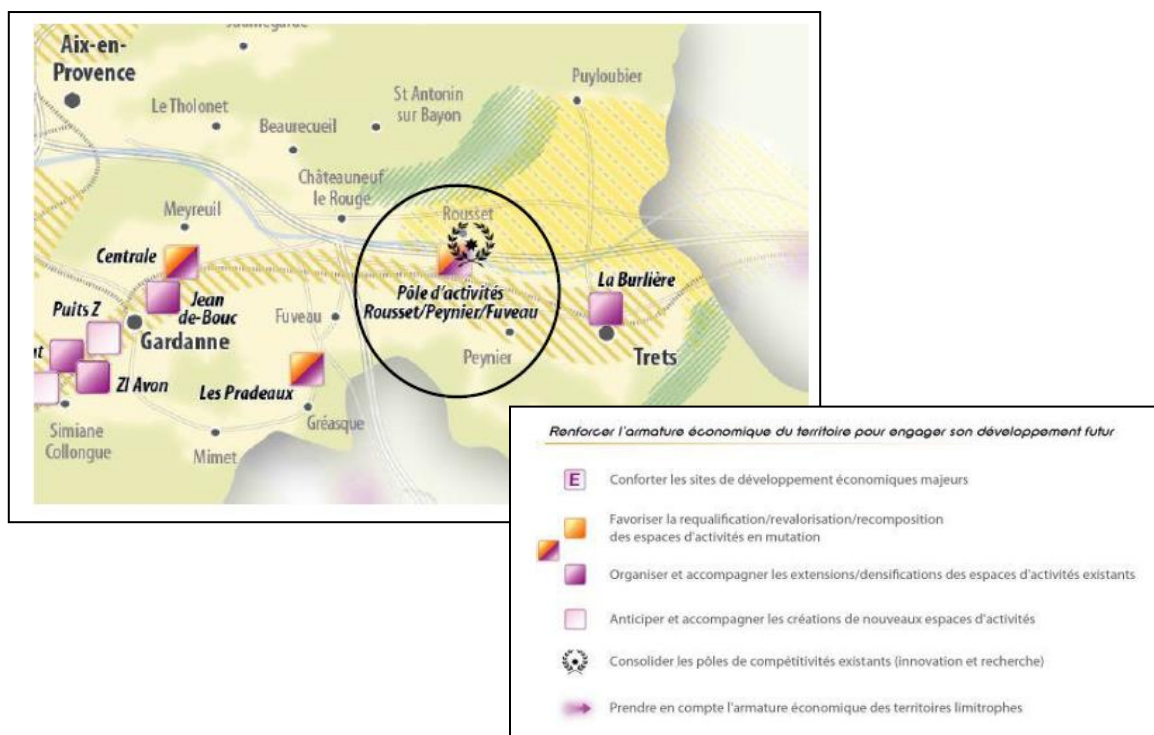 Aix-en-
Provence
Le Tholonet
Beaurecueil
St Antonin
sur Bayon
Puyloubier
Châteauneuf
le Rouge
Meyreuil
Rousset
Centrale
Jean
de-Bouc
Puits Z
Gardanne
Fuveau
Pôle d'activités
Rousset/Peynier/Fuveau
La Burlière
Peynier
Trets
ZI Avon
Les Pradeaux
Simiane
Collongue
Mimet
Gréasque
Renforcer l'armature économique du territoire pour engager son développement futur
E Conforter les sites de développement économiques majeurs
Favoriser la requalification/revalorisation/recomposition
des espaces d'activités en mutation
Organiser et accompagner les extensions/densifications des espaces d'activités existants
Anticiper et accompagner les créations de nouveaux espaces d'activités
Consolider les pôles de compétitivités existants (innovation et recherche)
Prendre en compte l'armature économique des territoires limitrophes